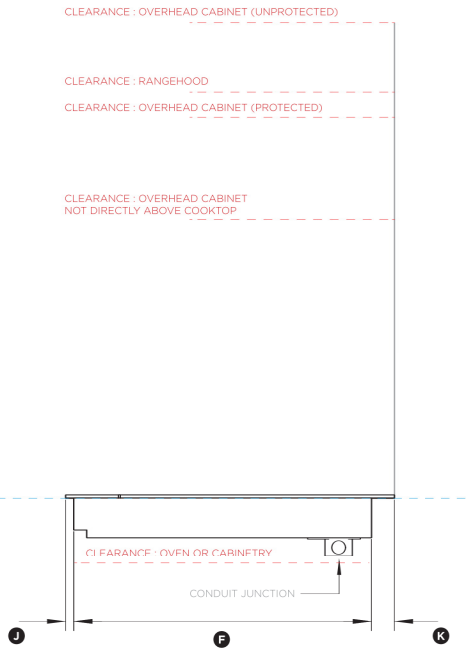 CLEARANCE : OVERHEAD CABINET (UNPROTECTED)
CLEARANCE : RANGEHOOD
CLEARANCE : OVERHEAD CABINET (PROTECTED)
CLEARANCE : OVERHEAD CABINET
NOT DIRECTLY ABOVE COOKTOP
CLEARANCE : OVEN OR CABINETRY
CONDUIT JUNCTION
J
F
K